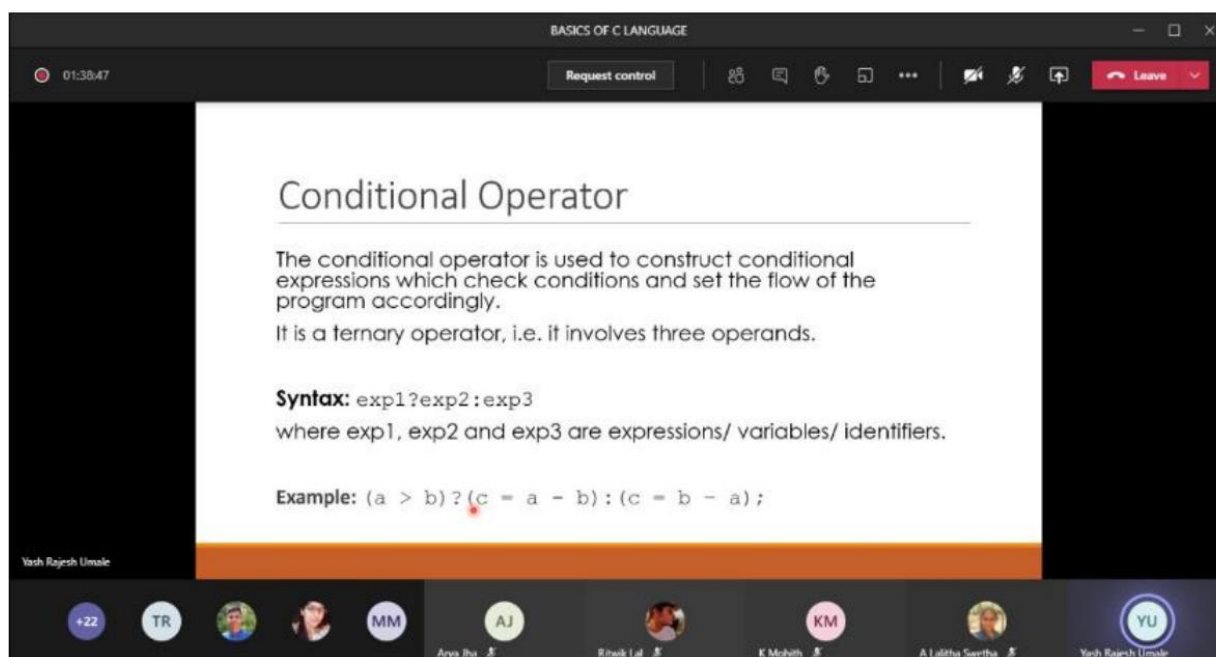 BASICS OF C LANGUAGE
01:38:47
Request control
Leave
Conditional Operator
The conditional operator is used to construct conditional
expressions which check conditions and set the flow of the
program accordingly.
It is a ternary operator, i.e. it involves three operands.
Syntax: exp1?exp2:exp3
where exp1, exp2 and exp3 are expressions/ variables/ identifiers.
Example: (a > b)?(c = a - b):(c = b - a);
Yash Rajesh Umale
+22
TR
MM
AJ
KM
YU
Arya Jha
Ritwik Lal
K Mohith
A Lalitha Swetha
Yash Rajesh Umale